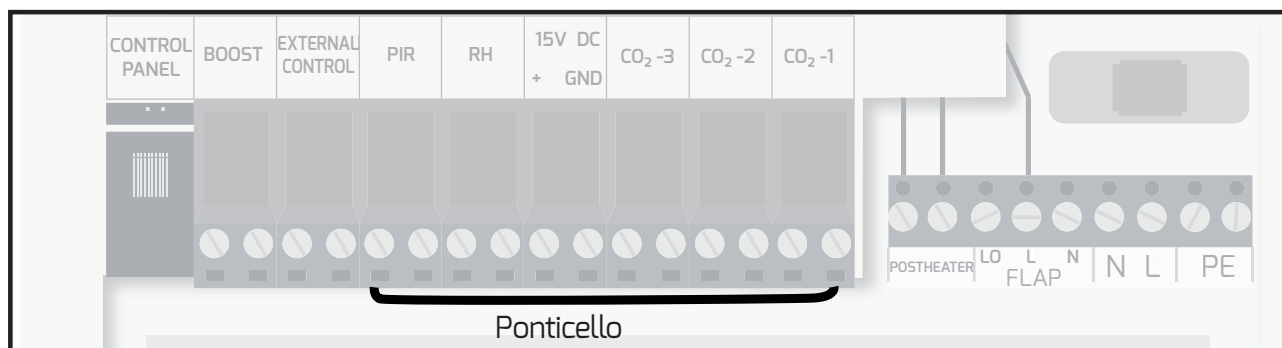 CONTROL PANEL
BOOST
EXTERNAL CONTROL
PIR
RH
15V DC
+ GND
CO₂-3
CO₂-2
CO₂-1
POSTHEATER
LO L N
FLAP
N L
PE
Ponticello